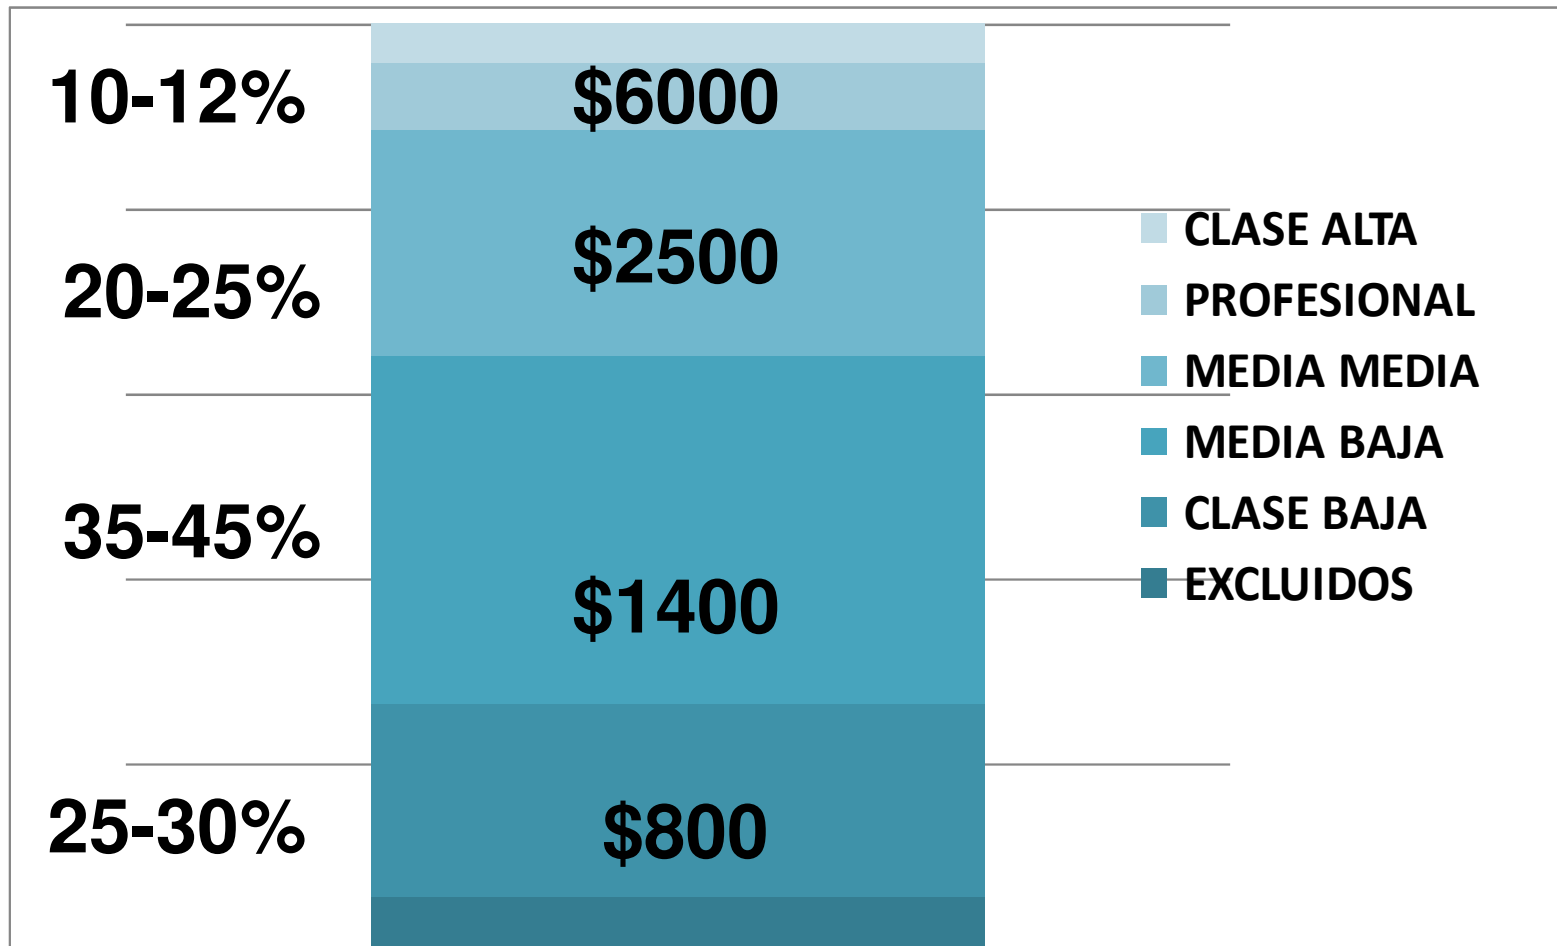 10-12%
$6000
20-25%
$2500
35-45%
$1400
25-30%
$800
CLASE ALTA
PROFESIONAL
MEDIA MEDIA
MEDIA BAJA
CLASE BAJA
EXCLUIDOS